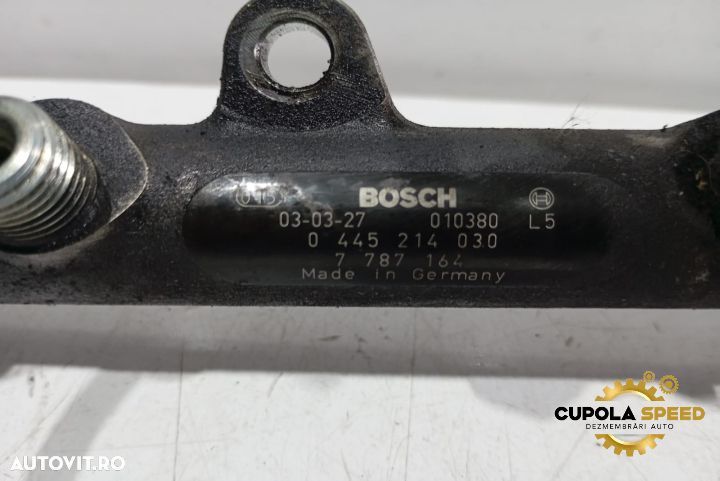 BOSCH
03-03-27 010380 L5
0 445 214 030
7 787 164
Made in Germany
CUPOLA SPEED
DEZMEMBRĂRI AUTO
AUTOVIT.RO